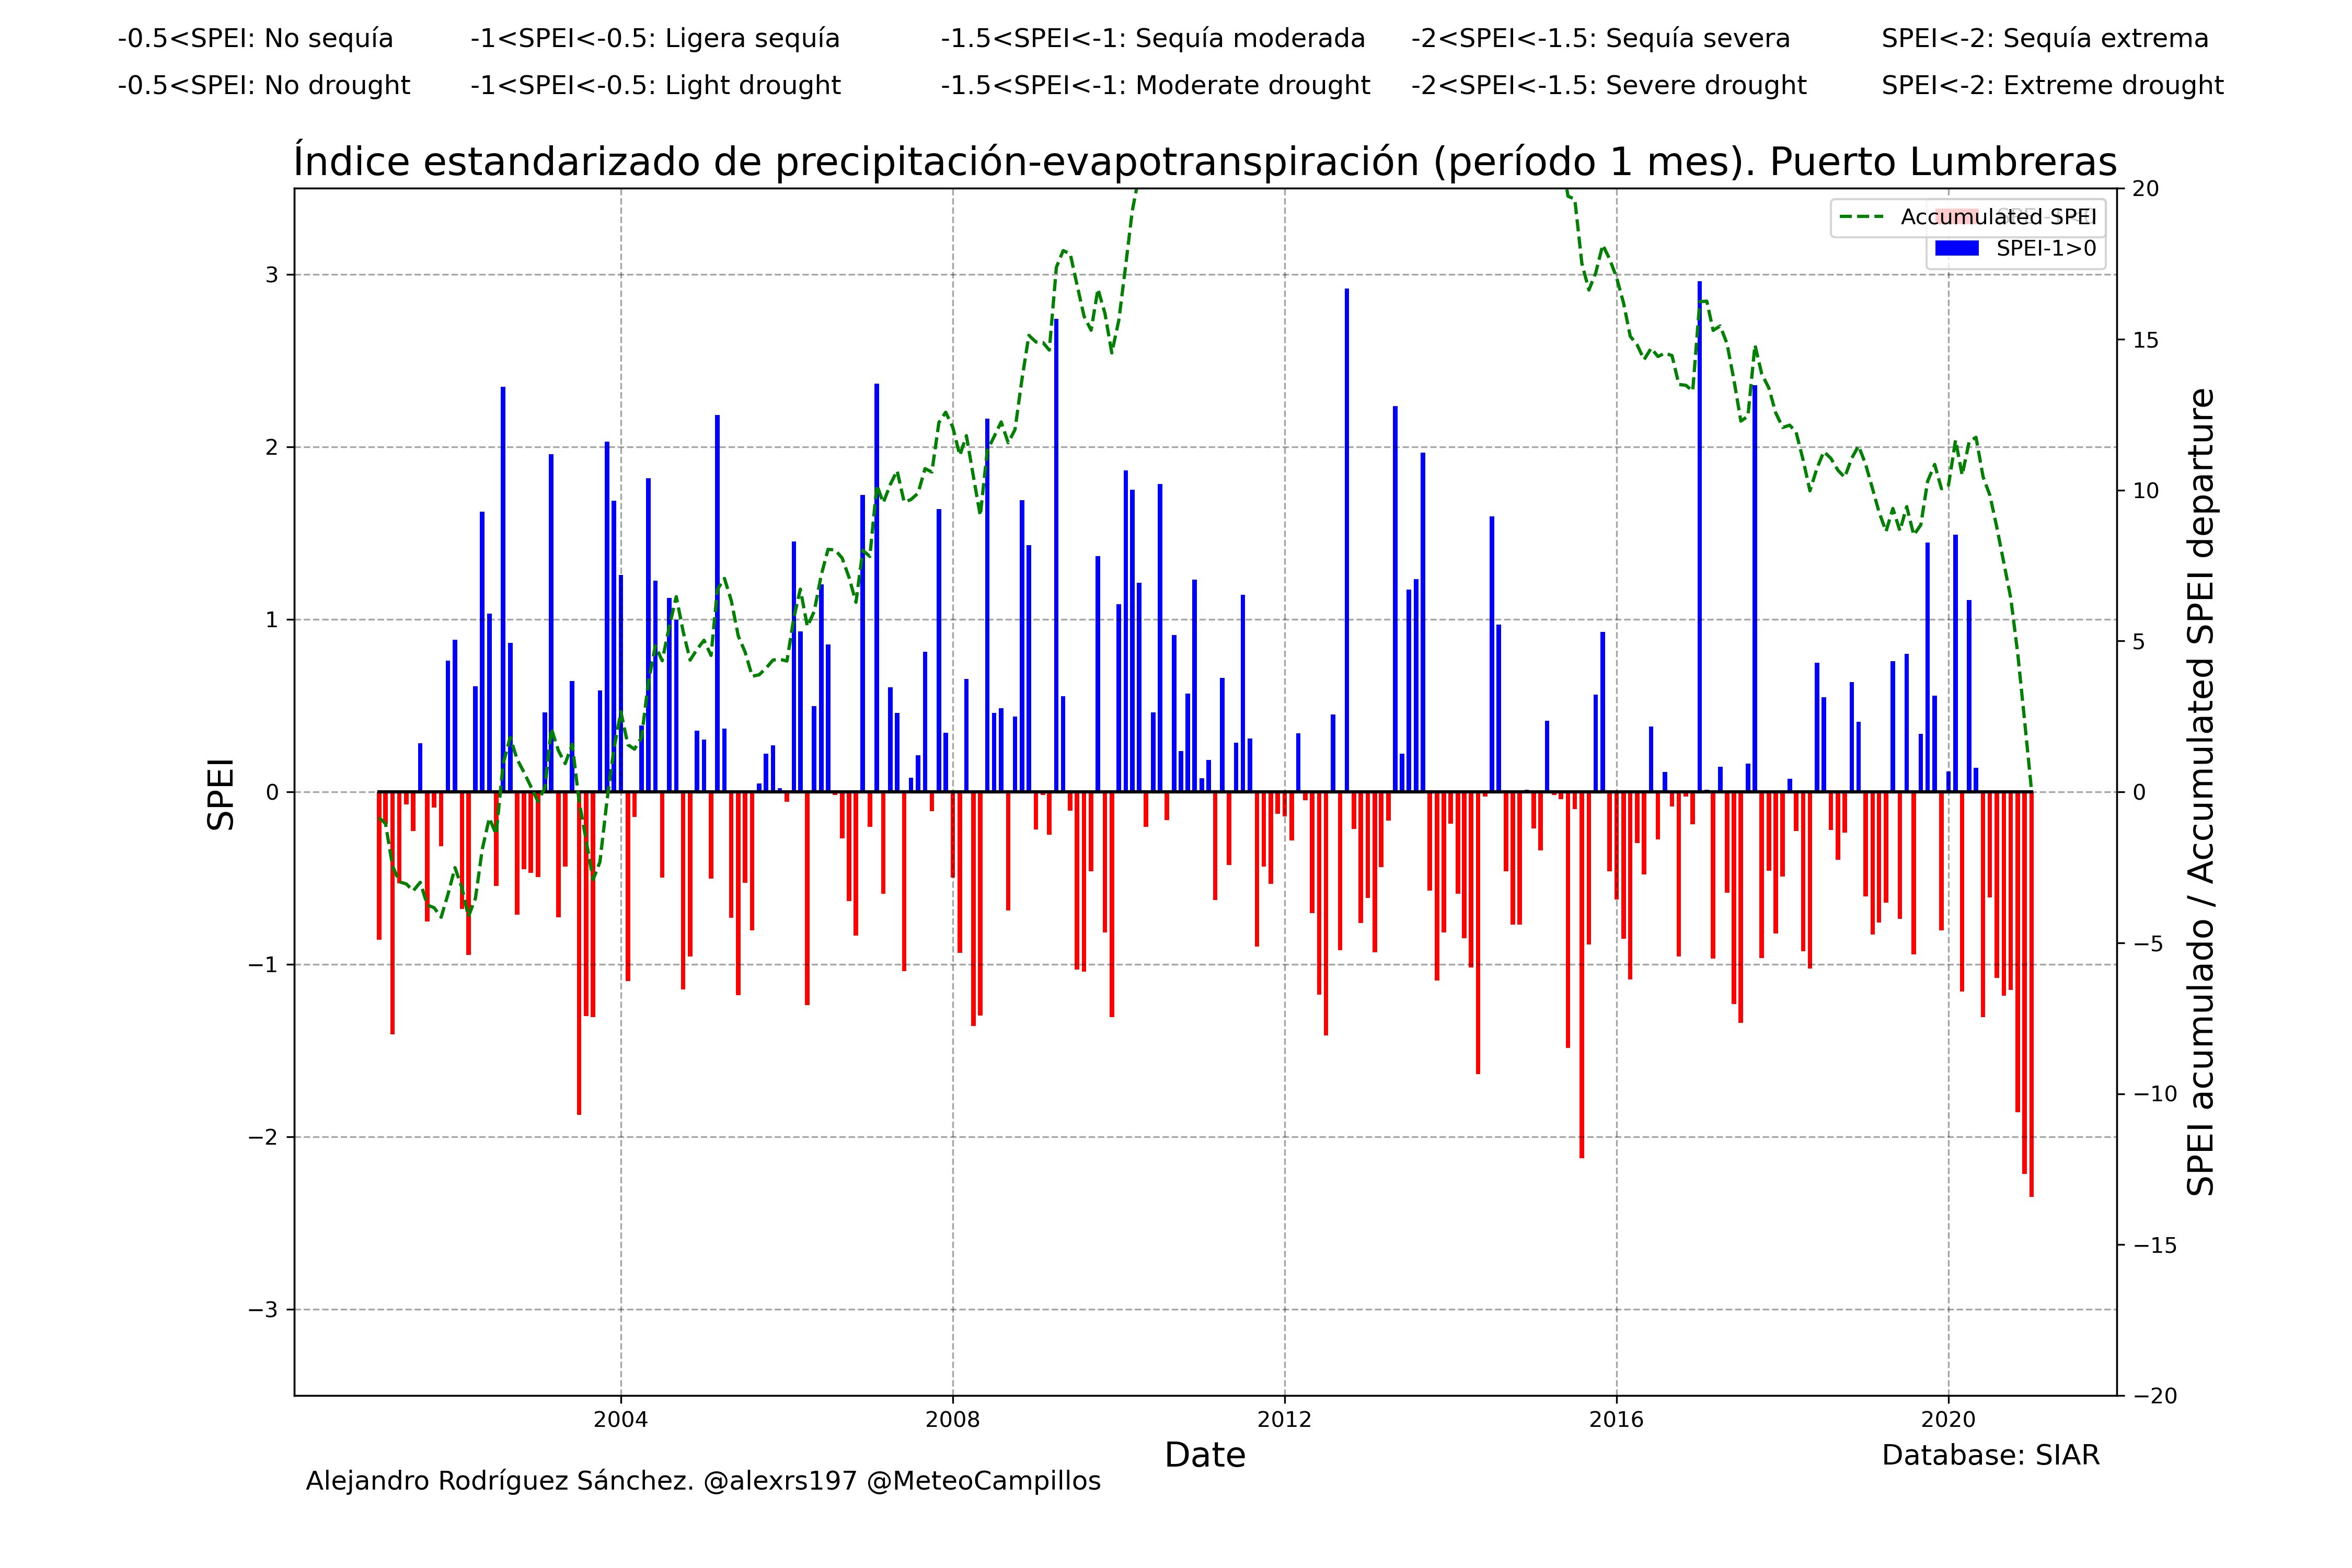 -0.5<SPEI: No sequía -1<SPEI<-0.5: Ligera sequía -1.5<SPEI<-1: Sequía moderada -2<SPEI<-1.5: Sequía severa SPEI<-2: Sequía extrema
-0.5<SPEI: No drought -1<SPEI<-0.5: Light drought -1.5<SPEI<-1: Moderate drought -2<SPEI<-1.5: Severe drought SPEI<-2: Extreme drought
Índice estandarizado de precipitación-evapotranspiración (período 1 mes). Puerto Lumbreras
Accumulated SPEI
SPEI-1>0
SPEI
3
2
1
0
−1
−2
−3
20
15
10
5
0
−5
−10
−15
−20
SPEI acumulado / Accumulated SPEI departure
2004 2008 2012 2016 2020
Date
Database: SIAR
Alejandro Rodríguez Sánchez. @alexrs197 @MeteoCampillos